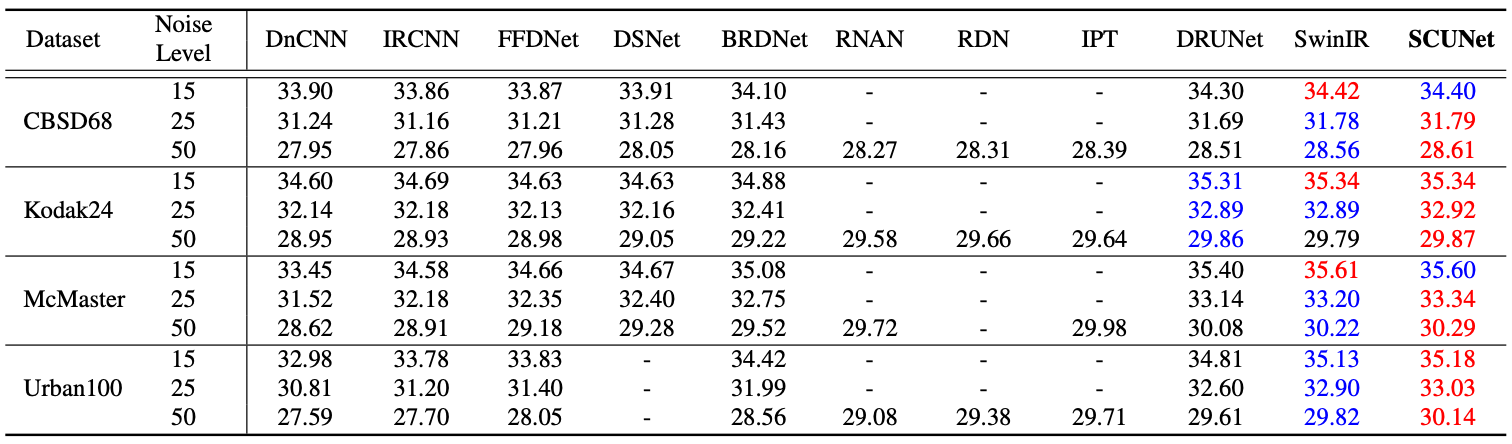 Dataset Noise Level DnCNN IRCNN FFDNet DSNet BRDNet RNAN RDN IPT DRUNet SwinIR SCUNet
CBSD68 15 33.90 33.86 33.87 33.91 34.10 - - - 34.30 34.42 34.40
25 31.24 31.16 31.21 31.28 31.43 - - - 31.69 31.78 31.79
50 27.95 27.86 27.96 28.05 28.16 28.27 28.31 28.39 28.51 28.56 28.61
Kodak24 15 34.60 34.69 34.63 34.63 34.88 - - - 35.31 35.34 35.34
25 32.14 32.18 32.13 32.16 32.41 - - - 32.89 32.89 32.92
50 28.95 28.93 28.98 29.05 29.22 29.58 29.66 29.64 29.86 29.79 29.87
McMaster 15 33.45 34.58 34.66 34.67 35.08 - - - 35.40 35.61 35.60
25 31.52 32.18 32.35 32.40 32.75 - - - 33.14 33.20 33.34
50 28.62 28.91 29.18 29.28 29.52 29.72 - 29.98 30.08 30.22 30.29
Urban100 15 32.98 33.78 33.83 - 34.42 - - - 34.81 35.13 35.18
25 30.81 31.20 31.40 - 31.99 - - - 32.60 32.90 33.03
50 27.59 27.70 28.05 - 28.56 29.08 29.38 29.71 29.61 29.82 30.14